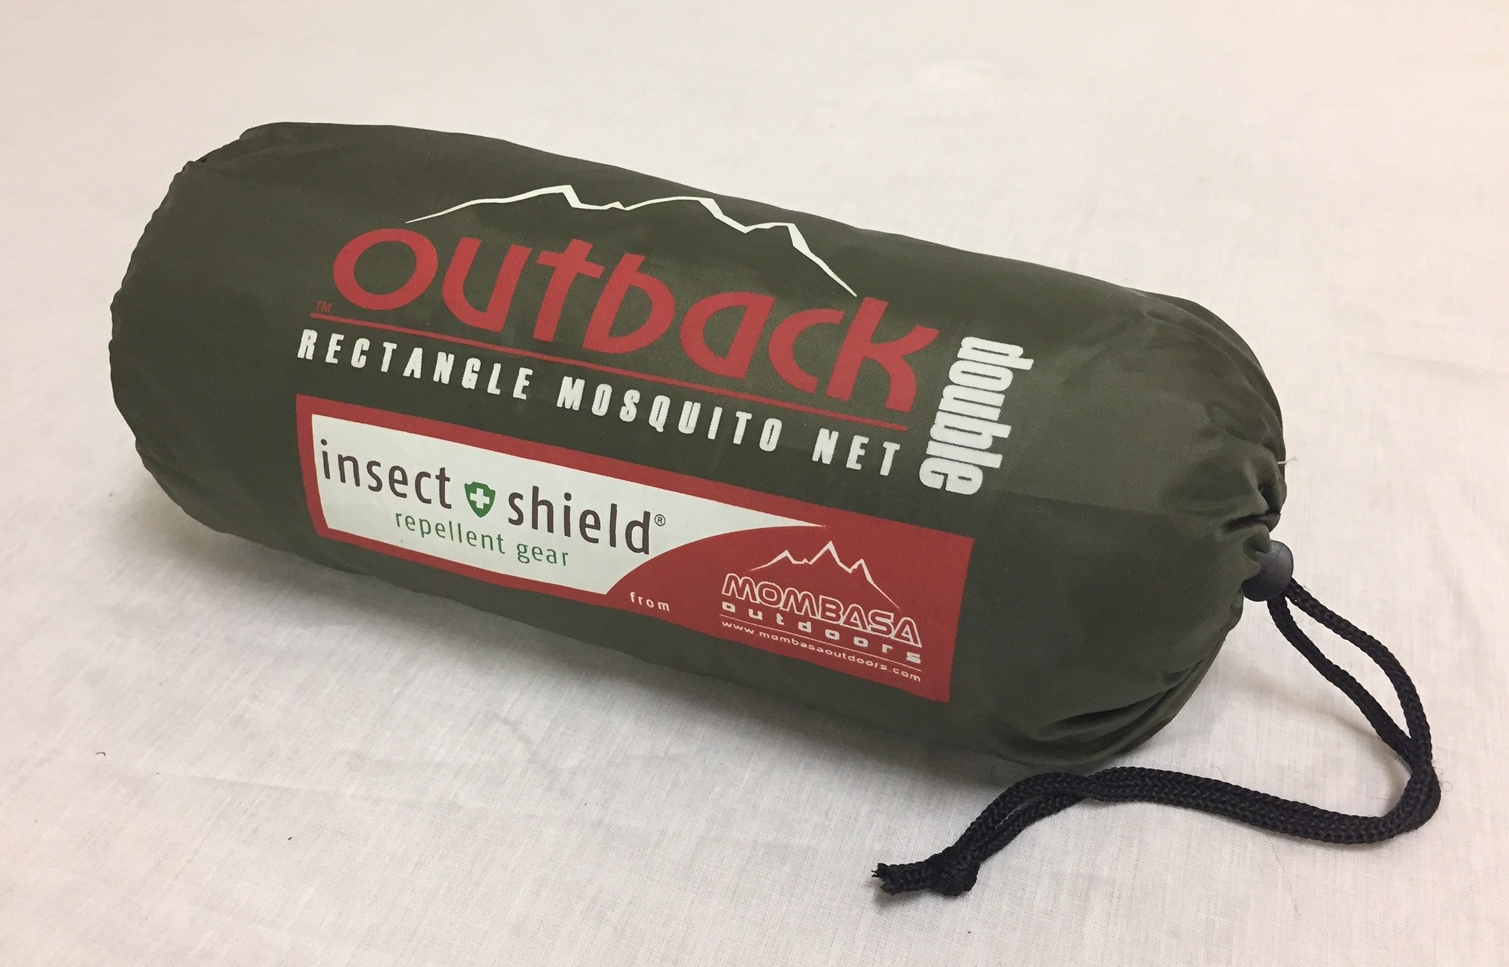 outback
™
RECTANGLE MOSQUITO NET
double
insect shield®
repellent gear
from
MOMBASA
outdoors
www.mombasaoutdoors.com